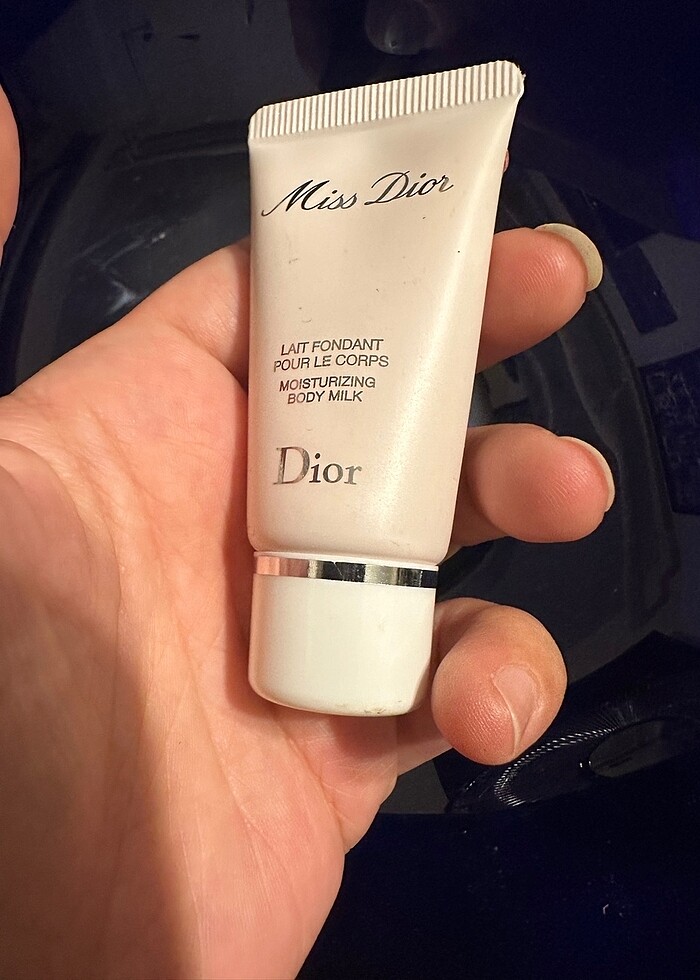 Miss Dior
LAIT FONDANT
POUR LE CORPS
MOISTURIZING
BODY MILK
Dior